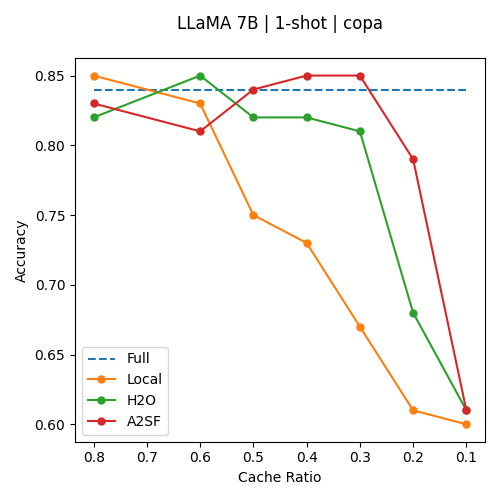 LLaMA 7B | 1-shot | copa
0.85
0.80
0.75
0.70
0.65
0.60
Accuracy
Full
Local
H2O
A2SF
0.8 0.7 0.6 0.5 0.4 0.3 0.2 0.1
Cache Ratio